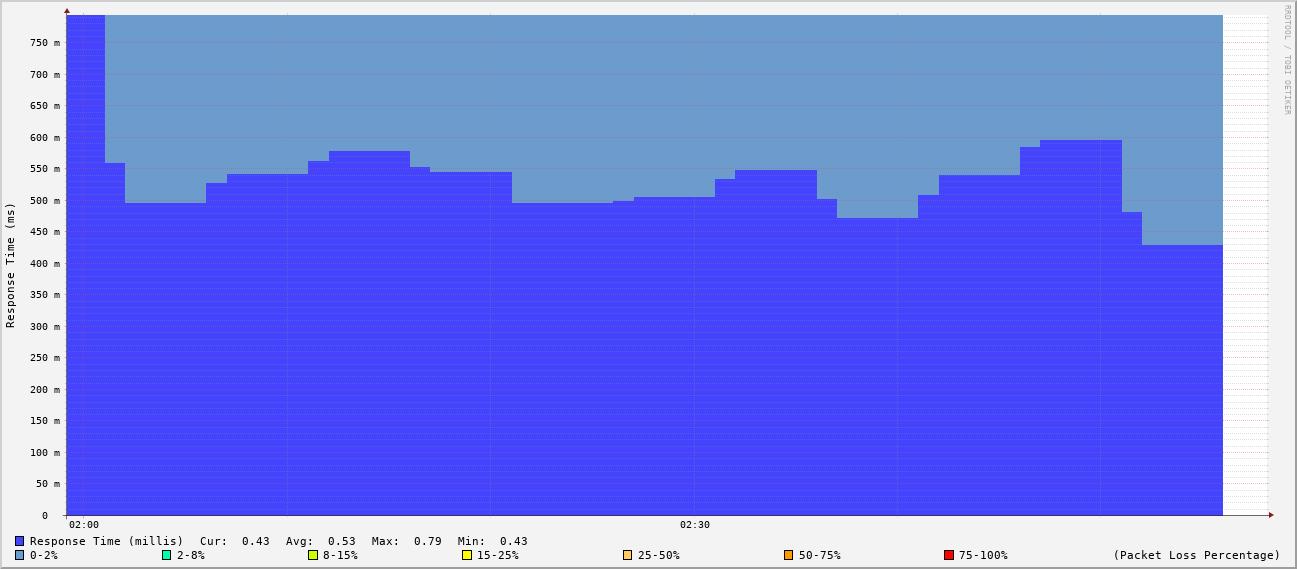 RRDTOOL / TOBI OETIKER
Response Time (ms)
750 m
700 m
650 m
600 m
550 m
500 m
450 m
400 m
350 m
300 m
250 m
200 m
150 m
100 m
50 m
0
02:00 02:30
Response Time (millis) Cur: 0.43 Avg: 0.53 Max: 0.79 Min: 0.43
0-2% 2-8% 8-15% 15-25% 25-50% 50-75% 75-100% (Packet Loss Percentage)